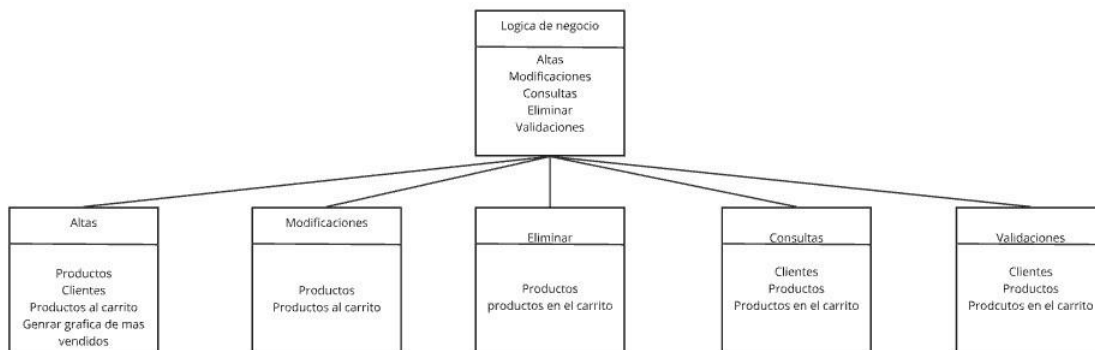 Logica de negocio
Altas
Modificaciones
Consultas
Eliminar
Validaciones
Altas
Productos
Clientes
Productos al carrito
Genrar grafica de mas
vendidos
Modificaciones
Productos
Productos al carrito
Eliminar
Productos
productos en el carrito
Consultas
Clientes
Productos
Productos en el carrito
Validaciones
Clientes
Productos
Prodcutos en el carrito